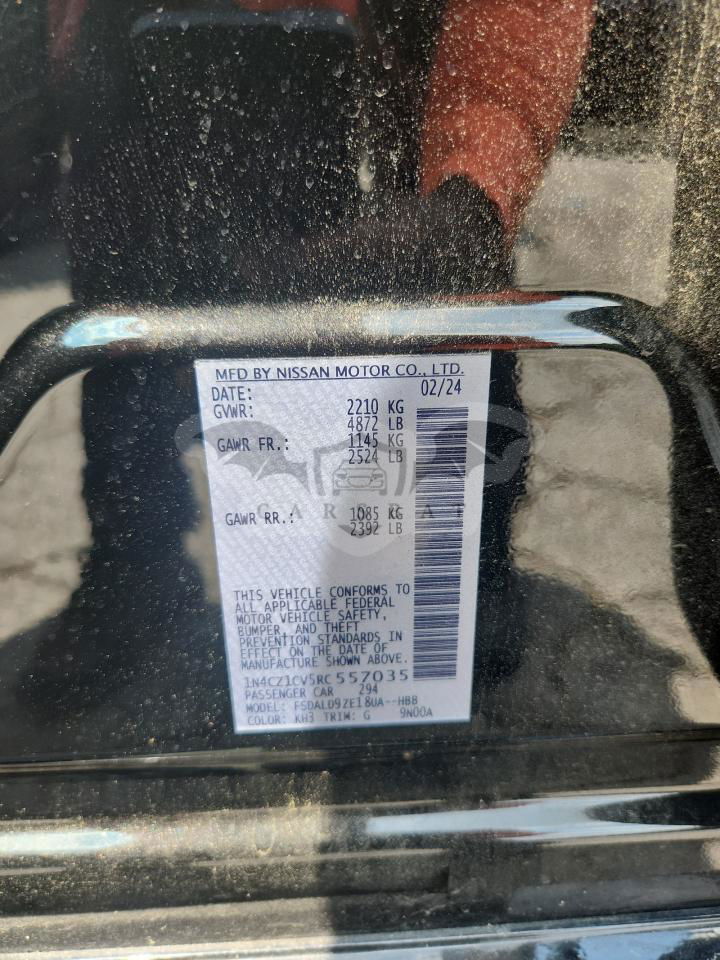 MFD BY NISSAN MOTOR CO., LTD.
DATE: 02/24
GVWR: 2210 KG
4872 LB
GAWR FR.: 1145 KG
2524 LB
CAR BAT
GAWR RR.: 1085 KG
2392 LB
THIS VEHICLE CONFORMS TO
ALL APPLICABLE FEDERAL
MOTOR VEHICLE SAFETY,
BUMPER, AND THEFT
PREVENTION STANDARDS IN
EFFECT ON THE DATE OF
MANUFACTURE SHOWN ABOVE.
1N4CZ1CV5RC557035
PASSENGER CAR 294
MODEL: FSDALD9ZE18UA--HBB
COLOR: KH3 TRIM: G 9N00A